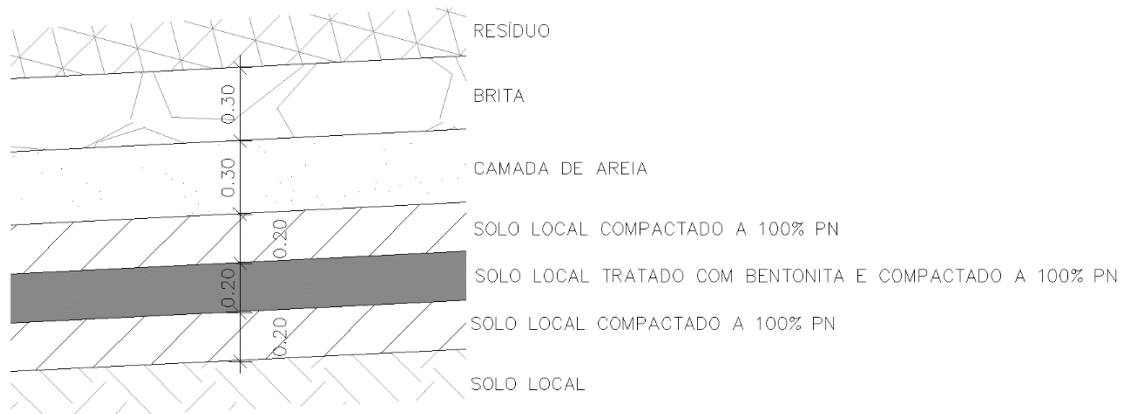 RESÍDUO
0.30
BRITA
0.30
CAMADA DE AREIA
0.20
SOLO LOCAL COMPACTADO A 100% PN
0.20
SOLO LOCAL TRATADO COM BENTONITA E COMPACTADO A 100% PN
0.20
SOLO LOCAL COMPACTADO A 100% PN
SOLO LOCAL